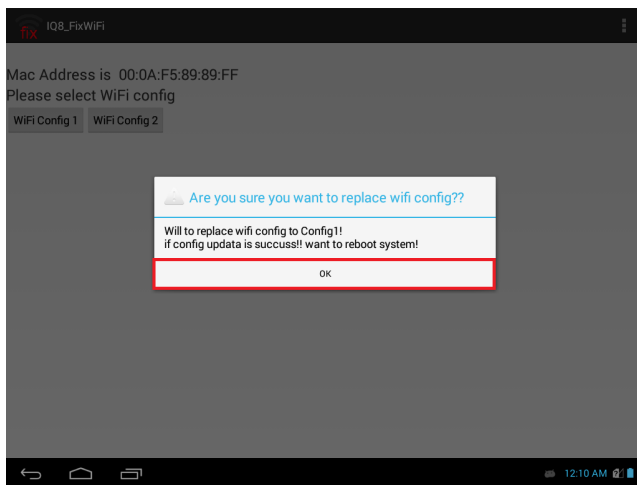 fix IQ8_FixWiFi
Mac Address is 00:0A:F5:89:89:FF
Please select WiFi config
WiFi Config 1 WiFi Config 2
Are you sure you want to replace wifi config??
Will to replace wifi config to Config1!
if config updata is succuss!! want to reboot system!
OK
12:10 AM